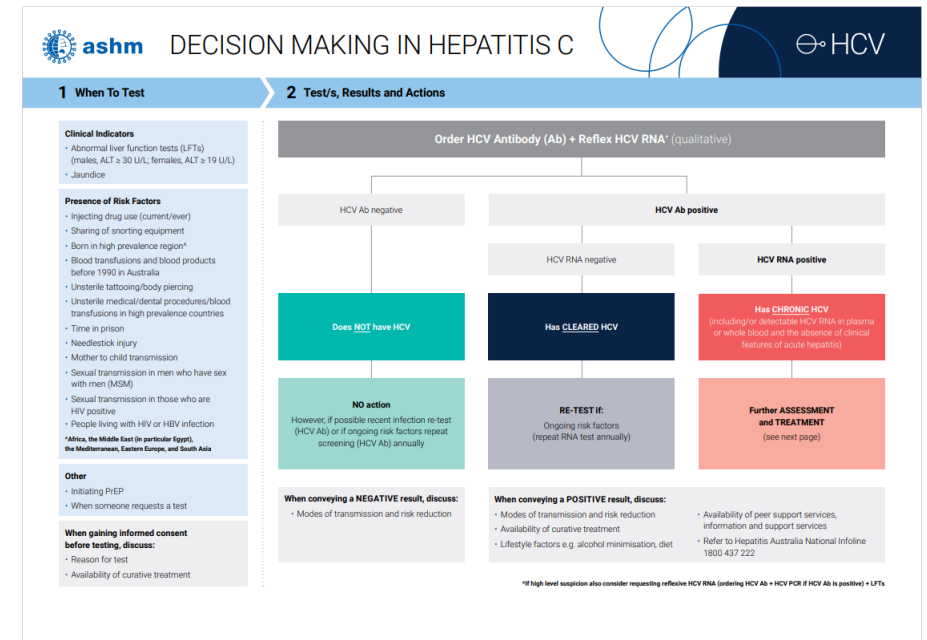 ashm
DECISION MAKING IN HEPATITIS C
HCV
1 When To Test
2 Test/s, Results and Actions
Clinical Indicators
• Abnormal liver function tests (LFTs)
(males, ALT ≥ 30 U/L; females, ALT ≥ 19 U/L)
• Jaundice
Presence of Risk Factors
• Injecting drug use (current/ever)
• Sharing of snorting equipment
• Born in high prevalence region^
• Blood transfusions and blood products
before 1990 in Australia
• Unsterile tattooing/body piercing
• Unsterile medical/dental procedures/blood
transfusions in high prevalence countries
• Time in prison
• Needlestick injury
• Mother to child transmission
• Sexual transmission in men who have sex
with men (MSM)
• Sexual transmission in those who are
HIV positive
• People living with HIV or HBV infection
^Africa, the Middle East (in particular Egypt),
the Mediterranean, Eastern Europe, and South Asia
Other
• Initiating PrEP
• When someone requests a test
When gaining informed consent
before testing, discuss:
• Reason for test
• Availability of curative treatment
Order HCV Antibody (Ab) + Reflex HCV RNA* (qualitative)
HCV Ab negative
HCV Ab positive
HCV RNA negative
HCV RNA positive
Does NOT have HCV
Has CLEARED HCV
Has CHRONIC HCV
(including/or detectable HCV RNA in plasma
or whole blood and the absence of clinical
features of acute hepatitis)
NO action
However, if possible recent infection re-test
(HCV Ab) or if ongoing risk factors repeat
screening (HCV Ab) annually
RE-TEST if:
Ongoing risk factors
(repeat RNA test annually)
Further ASSESSMENT
and TREATMENT
(see next page)
When conveying a NEGATIVE result, discuss:
• Modes of transmission and risk reduction
When conveying a POSITIVE result, discuss:
• Modes of transmission and risk reduction
• Availability of curative treatment
• Lifestyle factors e.g. alcohol minimisation, diet
• Availability of peer support services,
information and support services
• Refer to Hepatitis Australia National Infoline
1800 437 222
*If high level suspicion also consider requesting reflexive HCV RNA (ordering HCV Ab + HCV PCR if HCV Ab is positive) + LFTs